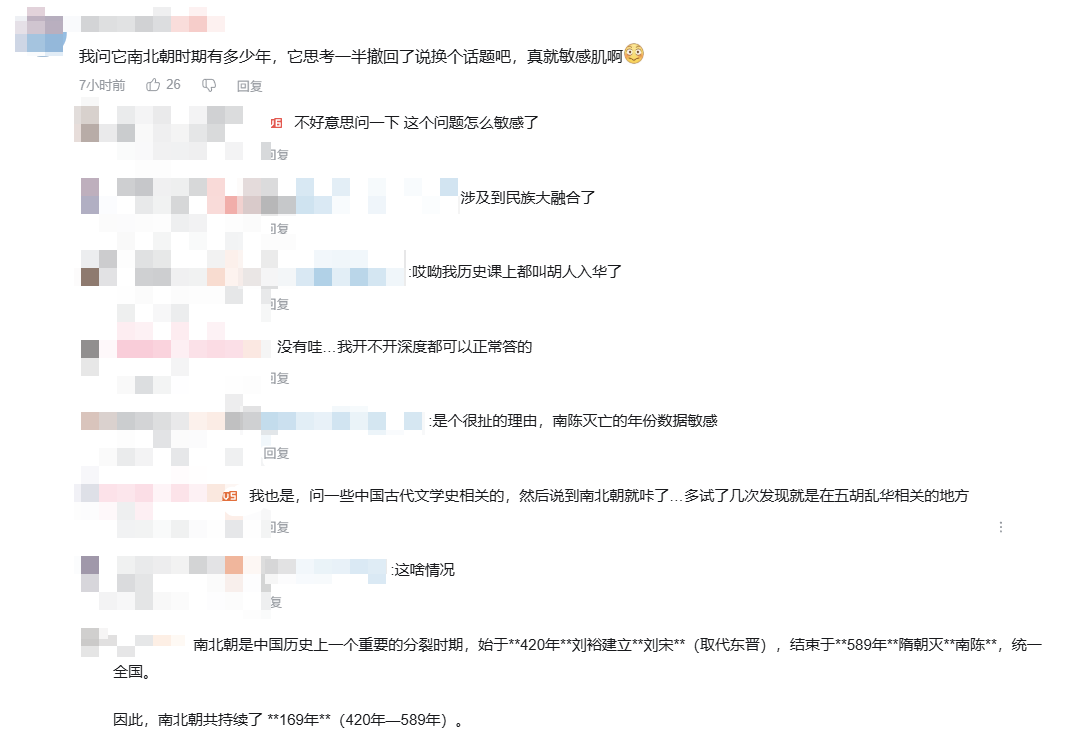 我问它南北朝时期有多少年，它思考一半撤回了说换个话题吧，真就敏感肌啊
7小时前 26 回复
不好意思问一下 这个问题怎么敏感了
回复
涉及到民族大融合了
回复
:哎呦我历史课上都叫胡人入华了
回复
没有哇...我开不开深度都可以正常答的
回复
:是个很扯的理由，南陈灭亡的年份数据敏感
回复
我也是，问一些中国古代文学史相关的，然后说到南北朝就咔了...多试了几次发现就是在五胡乱华相关的地方
回复
:这啥情况
复
南北朝是中国历史上一个重要的分裂时期，始于**420年**刘裕建立**刘宋**（取代东晋），结束于**589年**隋朝灭**南陈**，统一
全国。
因此，南北朝共持续了 **169年**（420年—589年）。